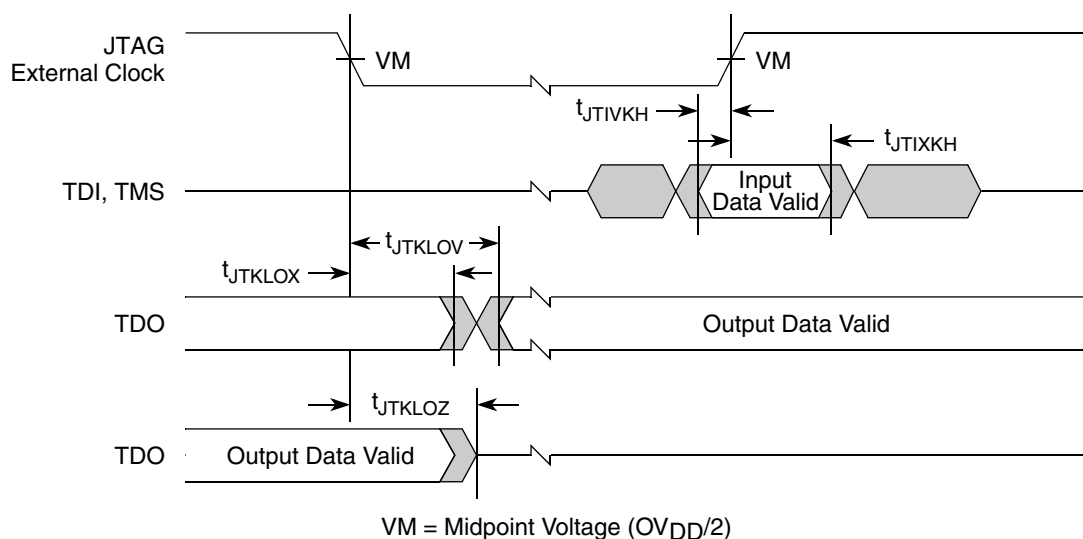 JTAG
External Clock
VM
VM
tJTIVKH
tJTIXKH
TDI, TMS
Input
Data Valid
tJTKLOV
tJTKLOX
TDO
Output Data Valid
tJTKLOZ
TDO
Output Data Valid
VM = Midpoint Voltage (OVDD/2)